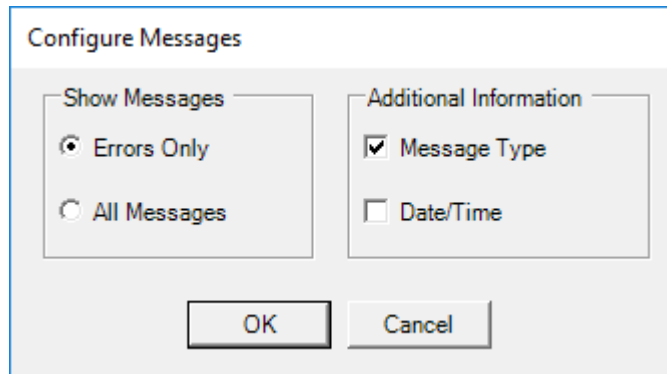 Configure Messages
Show Messages
Errors Only
All Messages
Additional Information
Message Type
Date/Time
OK
Cancel